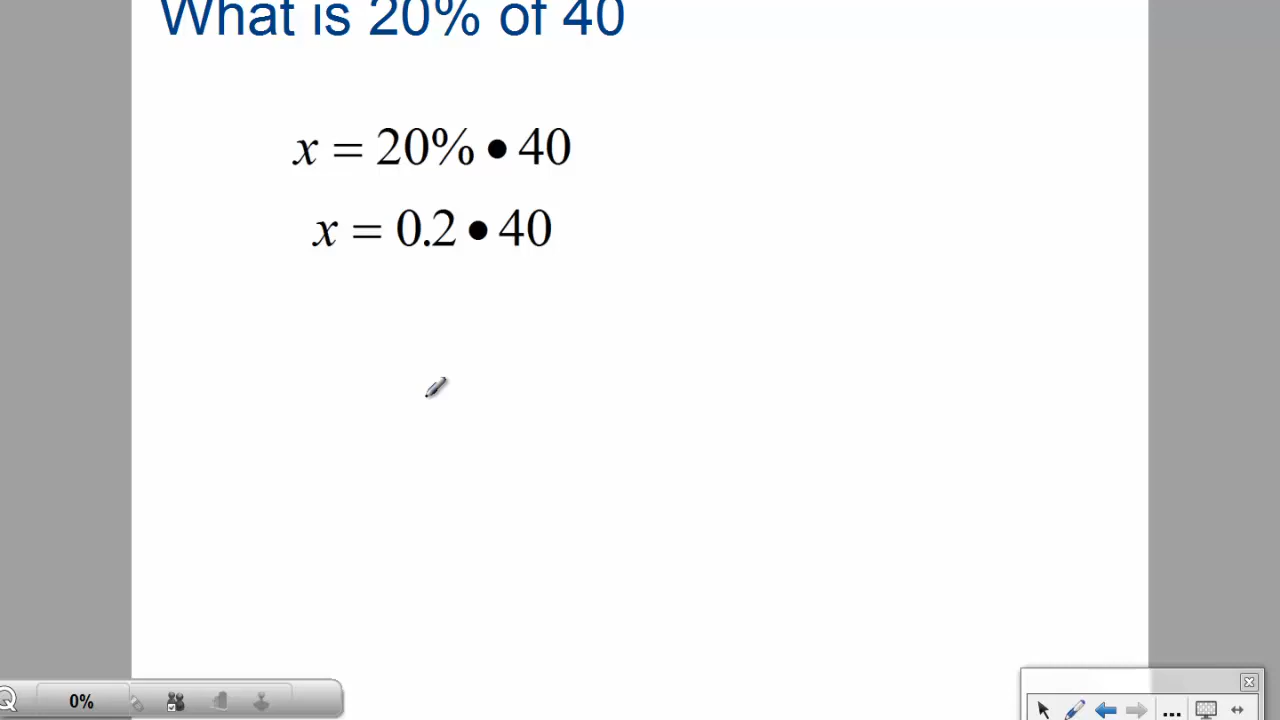 What is 20% of 40
x = 20% • 40
x = 0.2 • 40
0%